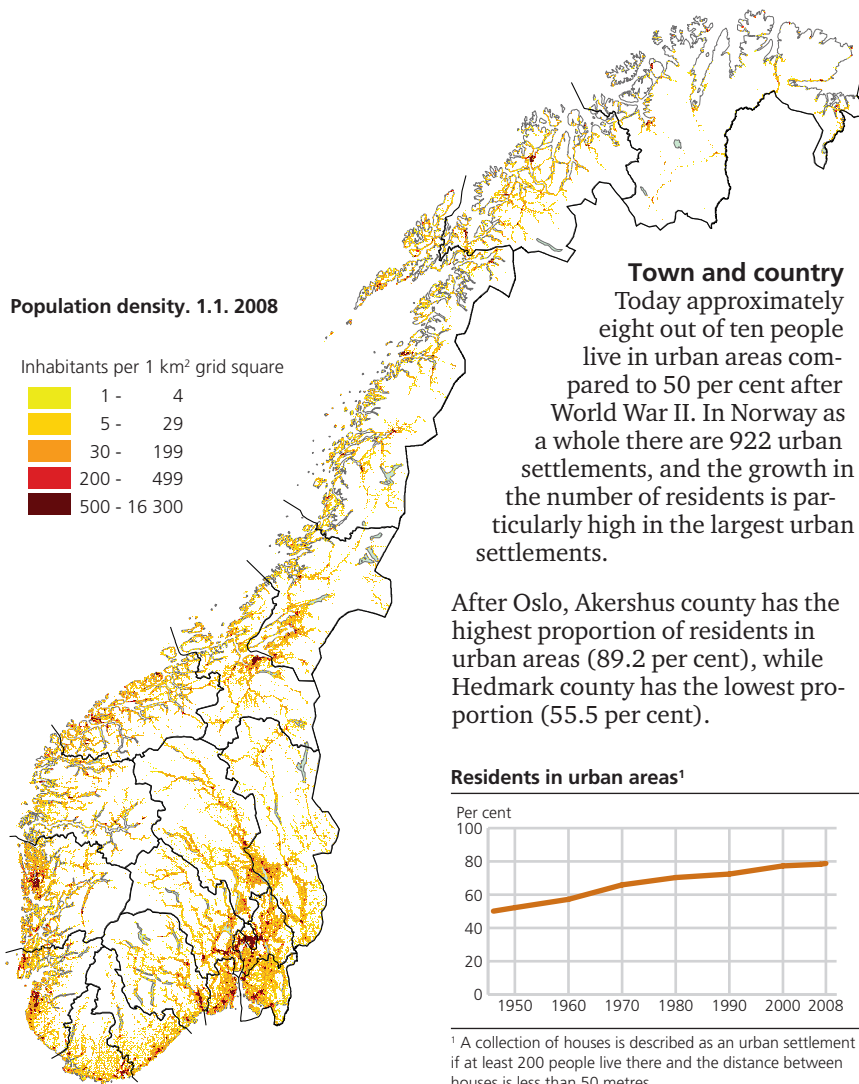 Population density. 1.1. 2008
Inhabitants per 1 km² grid square
1 - 4
5 - 29
30 - 199
200 - 499
500 - 16 300
Town and country
Today approximately
eight out of ten people
live in urban areas com-
pared to 50 per cent after
World War II. In Norway as
a whole there are 922 urban
settlements, and the growth in
the number of residents is par-
ticularly high in the largest urban
settlements.
After Oslo, Akershus county has the
highest proportion of residents in
urban areas (89.2 per cent), while
Hedmark county has the lowest pro-
portion (55.5 per cent).
Residents in urban areas¹
Per cent
100
80
60
40
20
0
1950 1960 1970 1980 1990 2000 2008
¹ A collection of houses is described as an urban settlement
if at least 200 people live there and the distance between
houses is less than 50 metres